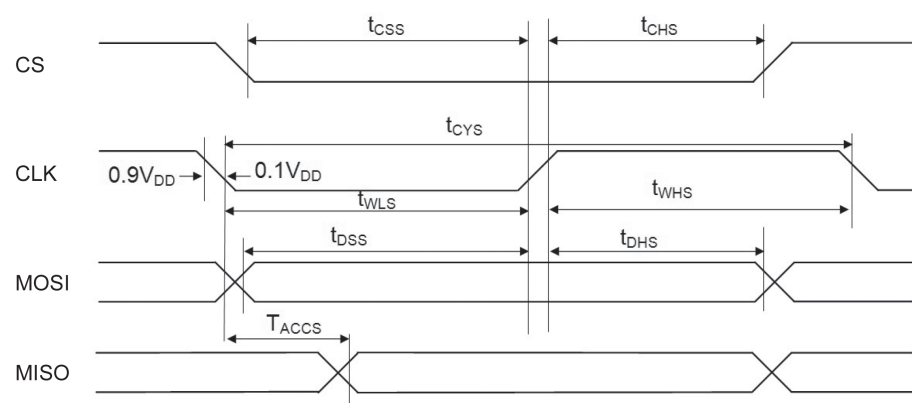 tCSS tCHS
CS
tCYS
CLK 0.9VDD 0.1VDD
tWLS tWHS
tDSS tDHS
MOSI
TACCS
MISO